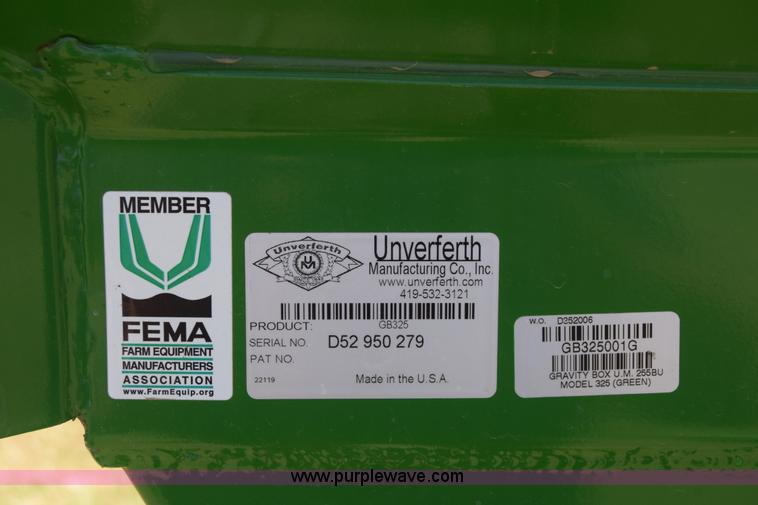 MEMBER
FEMA
FARM EQUIPMENT
MANUFACTURERS
ASSOCIATION
www.FarmEquip.org
Unverferth
UM
Unverferth
Manufacturing Co., Inc.
www.unverferth.com
419-532-3121
PRODUCT: GB325
SERIAL NO. D52 950 279
PAT NO.
22119 Made in the U.S.A.
W.O. D352006
GB325001G
GRAVITY BOX U.M. 255BU
MODEL 325 (GREEN)
www.purplewave.com